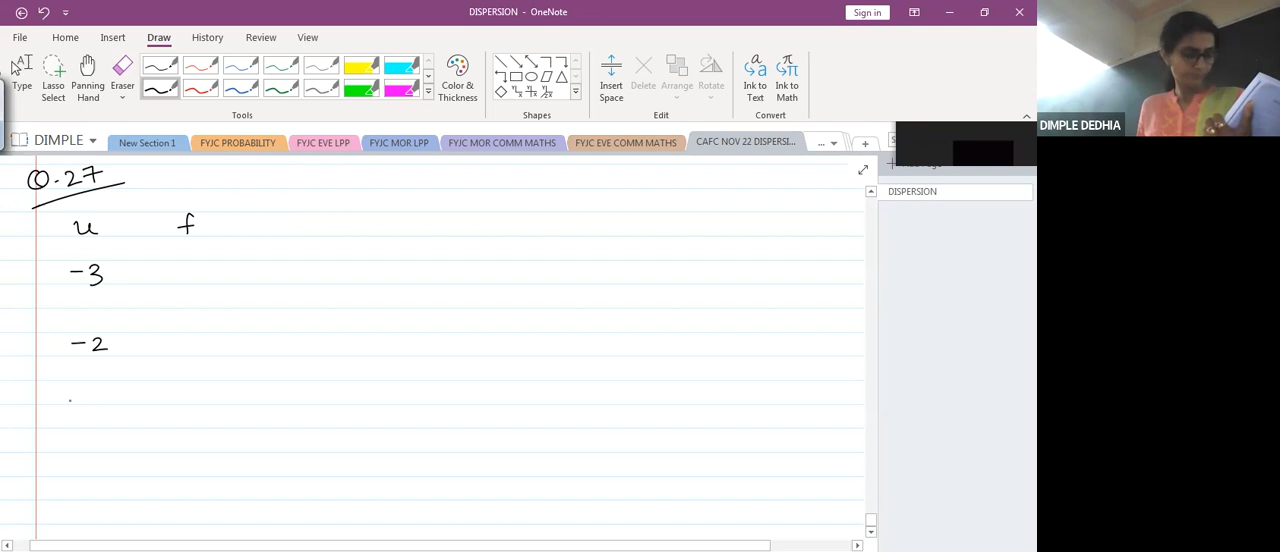 DISPERSION - OneNote
Sign in
File Home Insert Draw History Review View
Type Lasso Select Panning Hand Eraser Color & Thickness Insert Space Delete Arrange Rotate Ink to Text Ink to Math
Tools Shapes Edit Convert
DIMPLE DEDHIA
DIMPLE New Section 1 FYJC PROBABILITY FYJC EVE LPP FYJC MOR LPP FYJC MOR COMM MATHS FYJC EVE COMM MATHS CAFC NOV 22 DISPERSI... ...
DISPERSION
Q.27
u f
-3
-2